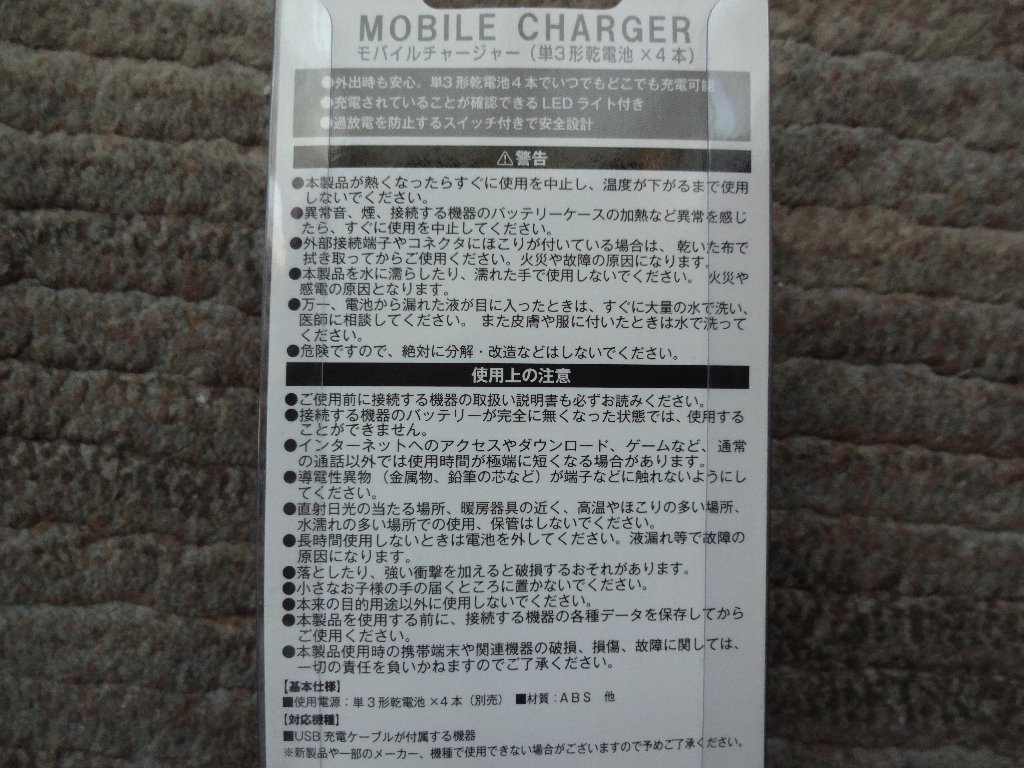 MOBILE CHARGER
モバイルチャージャー（単3形乾電池×4本）
●外出時も安心。単3形乾電池4本でいつでもどこでも充電可能
●充電されていることが確認できるLEDライト付き
●過放電を防止するスイッチ付きで安全設計
⚠警告
●本製品が熱くなったらすぐに使用を中止し、温度が下がるまで使用
しないでください。
●異常音、煙、接続する機器のバッテリーケースの加熱など異常を感じ
たら、すぐに使用を中止してください。
●外部接続端子やコネクタにほこりが付いている場合は、乾いた布で
拭き取ってからご使用ください。火災や故障の原因になります。
●本製品を水に濡らしたり、濡れた手で使用しないでください。 火災や
感電の原因となります。
●万一、電池から漏れた液が目に入ったときは、すぐに大量の水で洗い、
医師に相談してください。 また皮膚や服に付いたときは水で洗って
ください。
●危険ですので、絶対に分解・改造などはしないでください。
使用上の注意
●ご使用前に接続する機器の取扱い説明書も必ずお読みください。
●接続する機器のバッテリーが完全に無くなった状態では、使用する
ことができません。
●インターネットへのアクセスやダウンロード、ゲームなど、通常
の通話以外では使用時間が極端に短くなる場合があります。
●導電性異物（金属物、鉛筆の芯など）が端子などに触れないようにし
てください。
●直射日光の当たる場所、暖房器具の近く、高温やほこりの多い場所、
水濡れの多い場所での使用、保管はしないでください。
●長時間使用しないときは電池を外してください。液漏れ等で故障の
原因になります。
●落としたり、強い衝撃を加えると破損するおそれがあります。
●小さなお子様の手の届くところに置かないでください。
●本来の目的用途以外に使用しないでください。
●本製品を使用する前に、接続する機器の各種データを保存してから
ご使用ください。
●本製品使用時の携帯端末や関連機器の破損、損傷、故障に関しては、
一切の責任を負いかねますのでご了承ください。
【基本仕様】
■使用電源：単3形乾電池×4本（別売） ■材質：ABS 他
【対応機種】
■USB充電ケーブルが付属する機器
※新製品や一部のメーカー、機種で使用できない場合がございますので予めご了承ください。